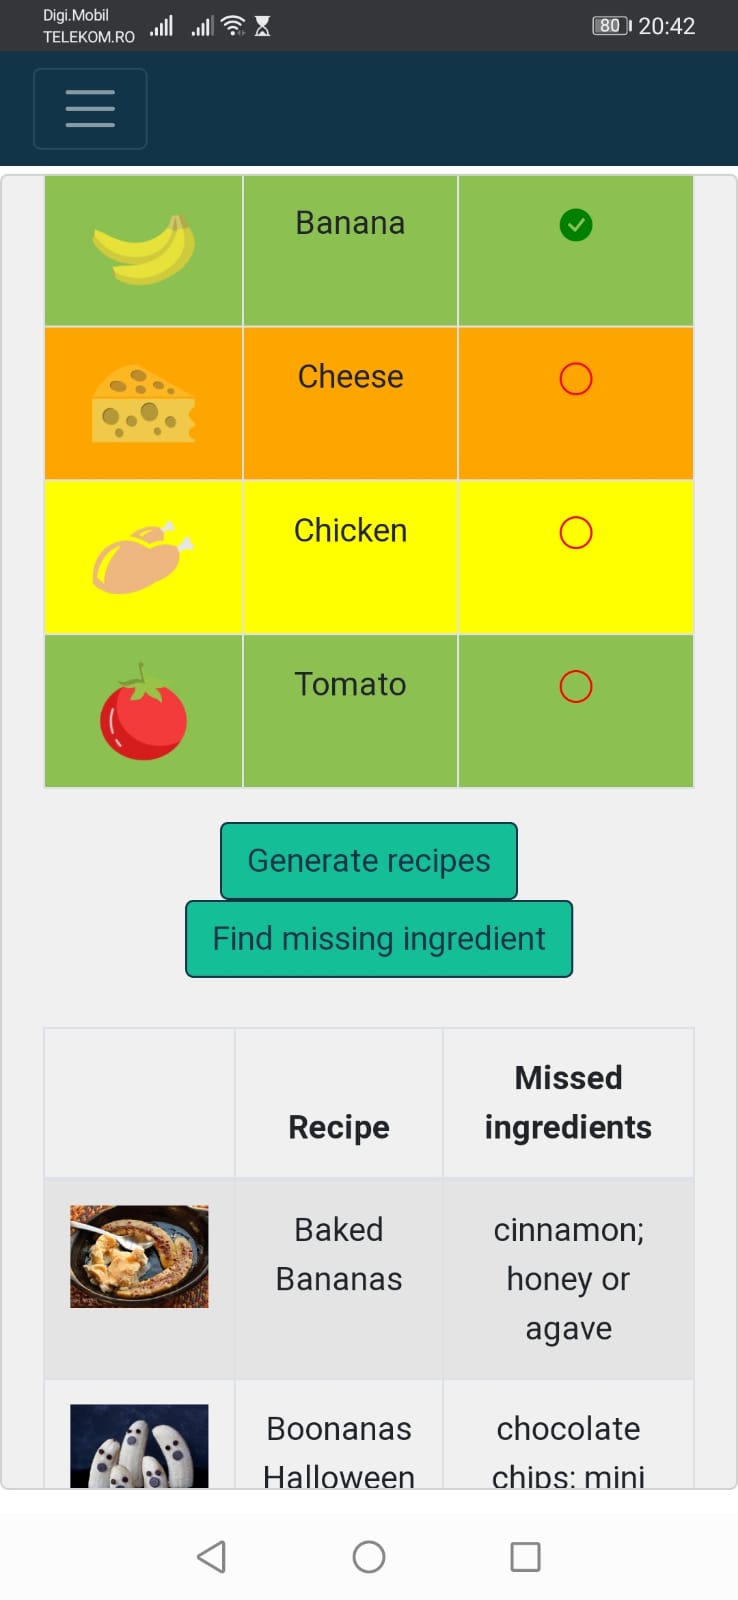 Digi.Mobil
TELEKOM.RO
80 20:42
Banana
Cheese
Chicken
Tomato
Generate recipes
Find missing ingredient
Recipe
Missed
ingredients
Baked
Bananas
cinnamon;
honey or
agave
Boonanas
Halloween
chocolate
chips; mini